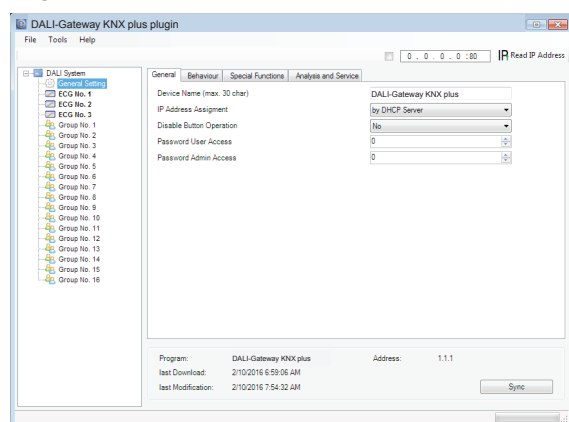 DALI-Gateway KNX plus plugin
File Tools Help
0 . 0 . 0 . 0 :80 Read IP Address
DALI System
General Setting
ECG No. 1
ECG No. 2
ECG No. 3
Group No. 1
Group No. 2
Group No. 3
Group No. 4
Group No. 5
Group No. 6
Group No. 7
Group No. 8
Group No. 9
Group No. 10
Group No. 11
Group No. 12
Group No. 13
Group No. 14
Group No. 15
Group No. 16
General Behaviour Special Functions Analysis and Service
Device Name (max. 30 char) DALI-Gateway KNX plus
IP Address Assigment by DHCP Server
Disable Button Operation No
Password User Access 0
Password Admin Access 0
Program: DALI-Gateway KNX plus Address: 1.1.1
last Download: 2/10/2016 6:59:06 AM
last Modification: 2/10/2016 7:54:32 AM
Sync